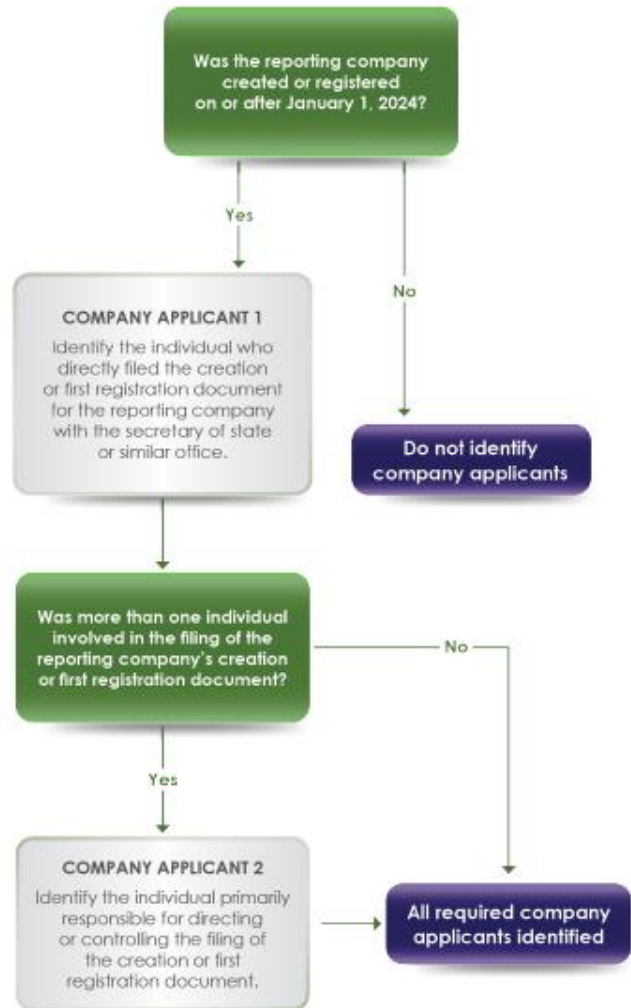 Was the reporting company
created or registered
on or after January 1, 2024?
Yes
No
COMPANY APPLICANT 1
Identify the individual who
directly filed the creation
or first registration document
for the reporting company
with the secretary of state
or similar office.
Do not identify
company applicants
Was more than one individual
involved in the filing of the
reporting company's creation
or first registration document?
No
Yes
COMPANY APPLICANT 2
Identify the individual primarily
responsible for directing
or controlling the filing of
the creation or first
registration document.
All required company
applicants identified